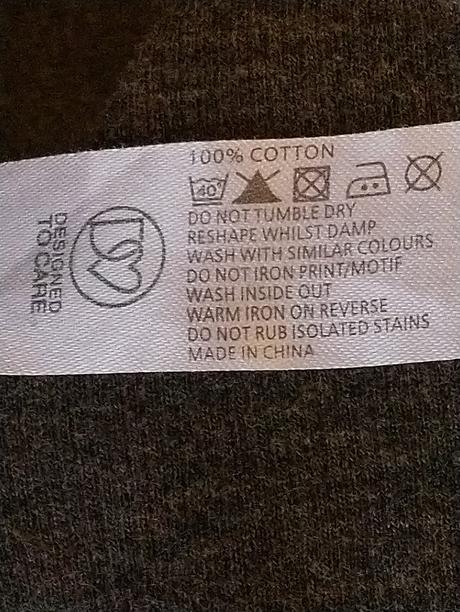 100% COTTON
40°
DO NOT TUMBLE DRY
RESHAPE WHILST DAMP
WASH WITH SIMILAR COLOURS
DO NOT IRON PRINT/MOTIF
WASH INSIDE OUT
WARM IRON ON REVERSE
DO NOT RUB ISOLATED STAINS
MADE IN CHINA
DESIGNED
TO CARE